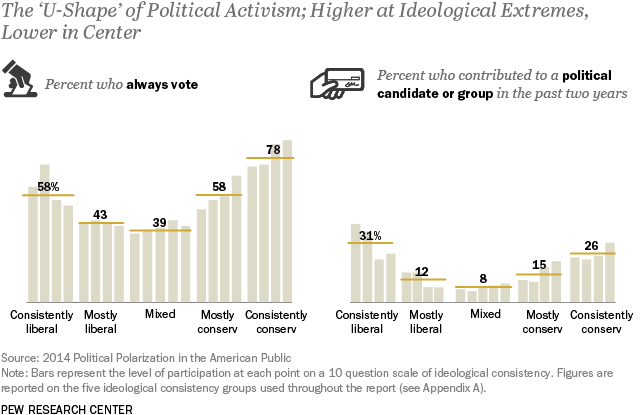 The ‘U-Shape’ of Political Activism; Higher at Ideological Extremes,
Lower in Center
Percent who always vote
Percent who contributed to a political
candidate or group in the past two years
58%
43
39
58
78
Consistently
liberal
Mostly
liberal
Mixed
Mostly
conserv
Consistently
conserv
31%
12
8
15
26
Consistently
liberal
Mostly
liberal
Mixed
Mostly
conserv
Consistently
conserv
Source: 2014 Political Polarization in the American Public
Note: Bars represent the level of participation at each point on a 10 question scale of ideological consistency. Figures are
reported on the five ideological consistency groups used throughout the report (see Appendix A).
PEW RESEARCH CENTER